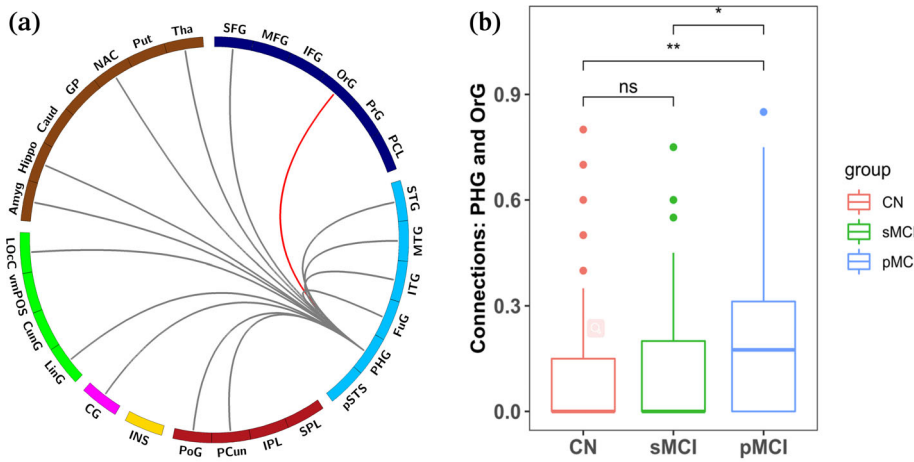 (a)
SFG
MFG
IFG
OrG
PrG
PCL
STG
MTG
ITG
FuG
PHG
pSTS
SPL
IPL
PCun
PoG
INS
CG
LinG
CunG
vmPOS
LOcC
Amyg
Hippo
Caud
GP
NAC
Put
Tha
(b)
Connections: PHG and OrG
*
**
ns
0.9
0.6
0.3
0.0
CN
sMCI
pMCI
group
CN
sMCI
pMCI